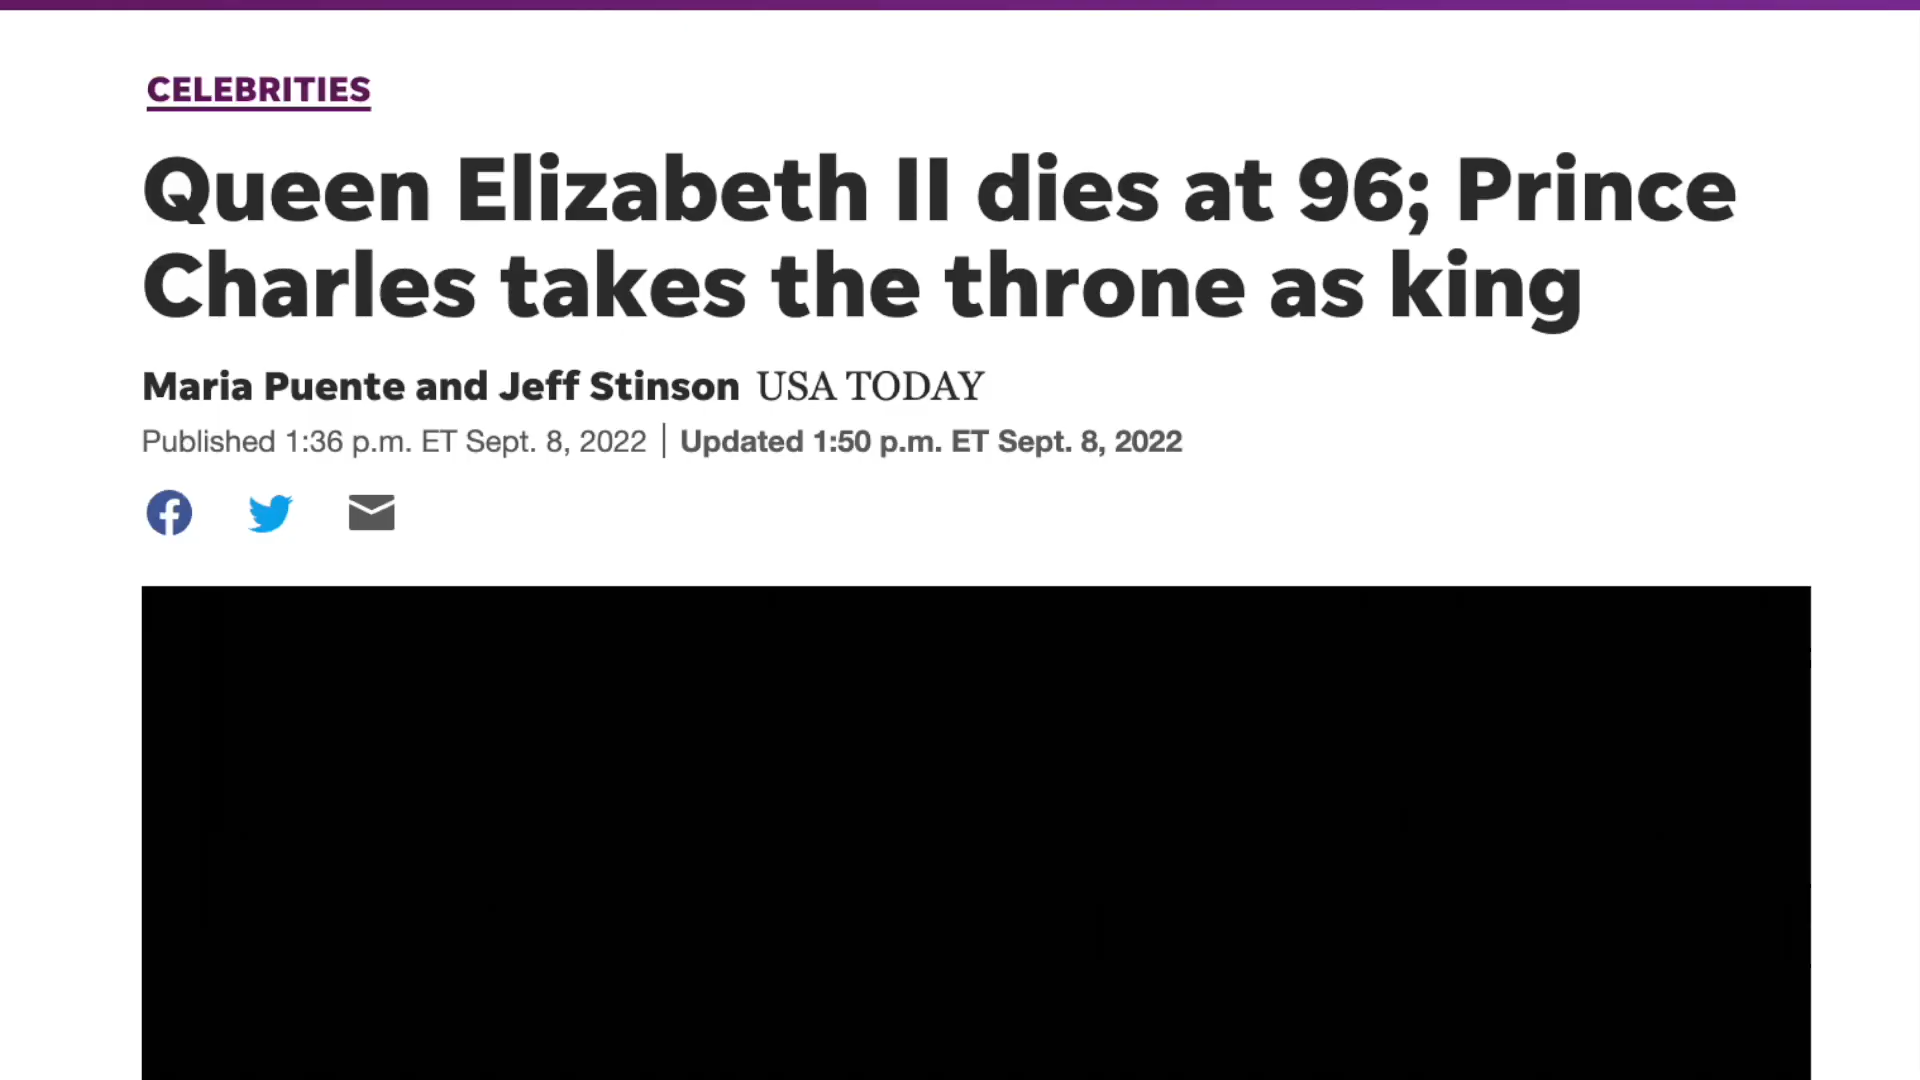 CELEBRITIES
Queen Elizabeth II dies at 96; Prince
Charles takes the throne as king
Maria Puente and Jeff Stinson USA TODAY
Published 1:36 p.m. ET Sept. 8, 2022 | Updated 1:50 p.m. ET Sept. 8, 2022